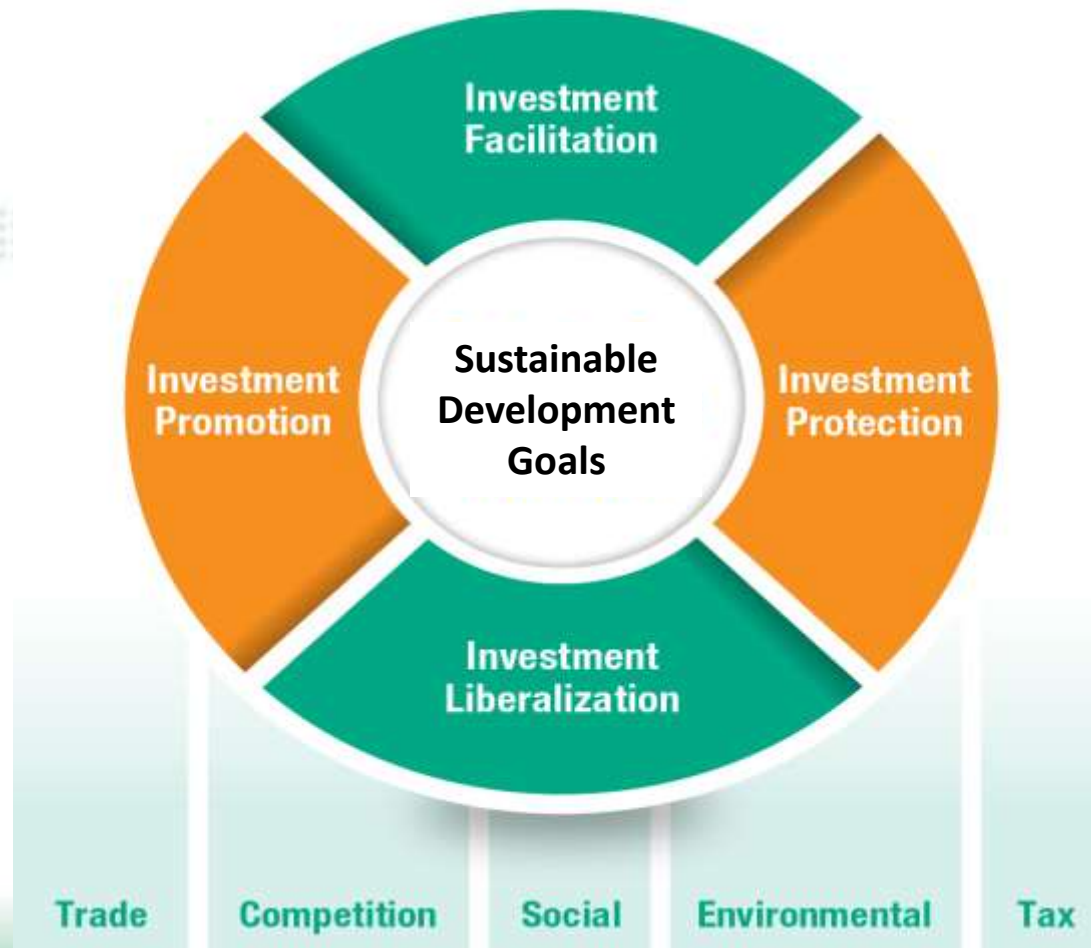 Investment
Facilitation
Investment
Promotion
Sustainable
Development
Goals
Investment
Protection
Investment
Liberalization
Trade
Competition
Social
Environmental
Tax